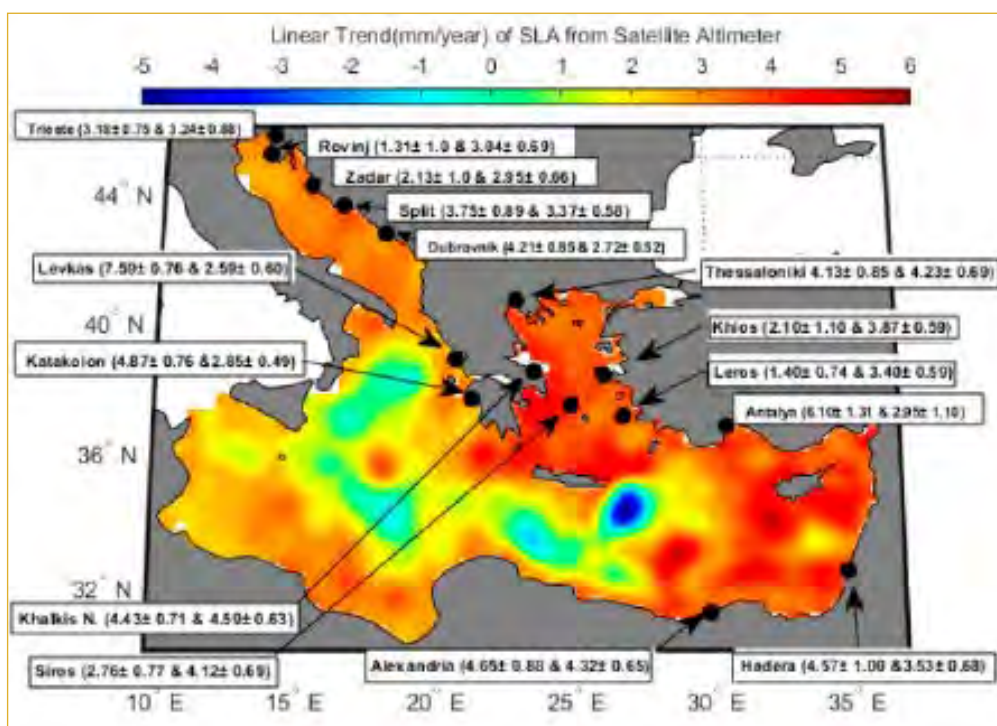 Linear Trend(mm/year) of SLA from Satellite Altimeter
-5 -4 -3 -2 -1 0 1 2 3 4 5 6
Trieste (3.18± 0.75 & 3.24± 0.88)
Rovinj (1.31± 1.0 & 3.04± 0.69)
Zadar (2.13± 1.0 & 2.95± 0.66)
44° N
Split (3.75± 0.89 & 3.37± 0.58)
Dubrovnik (4.21± 0.85 & 2.72± 0.52)
Levkas (7.59± 0.76 & 2.59± 0.60)
Thessaloniki 4.13± 0.85 & 4.23± 0.69)
40° N
Khios (2.10± 1.10 & 3.87± 0.59)
Katakolon (4.87± 0.76 &2.85± 0.49)
Leros (1.40± 0.74 & 3.40± 0.59)
Antalya (6.10± 1.31 & 2.95± 1.10)
36° N
32° N
Khalkis N. (4.43± 0.71 & 4.50± 0.63)
Siros (2.76± 0.77 & 4.12± 0.69)
Alexandria (4.65± 0.88 & 4.32± 0.65)
Hadera (4.57± 1.00 &3.53± 0.68)
10° E 15° E 20° E 25° E 30° E 35° E